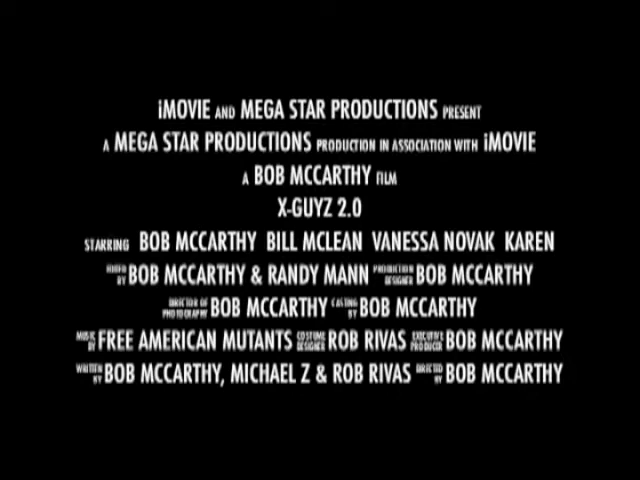 iMOVIE AND MEGA STAR PRODUCTIONS PRESENT
A MEGA STAR PRODUCTIONS PRODUCTION IN ASSOCIATION WITH iMOVIE
A BOB MCCARTHY FILM
X-GUYZ 2.0
STARRING BOB MCCARTHY BILL MCLEAN VANESSA NOVAK KAREN
BY BOB MCCARTHY & RANDY MANN PRODUCTION DESIGNER BOB MCCARTHY
DIRECTOR OF PHOTOGRAPHY BOB MCCARTHY CASTING BY BOB MCCARTHY
MUSIC BY FREE AMERICAN MUTANTS COSTUME DESIGNER ROB RIVAS EXECUTIVE PRODUCER BOB MCCARTHY
WRITTEN BY BOB MCCARTHY, MICHAEL Z & ROB RIVAS DIRECTED BY BOB MCCARTHY